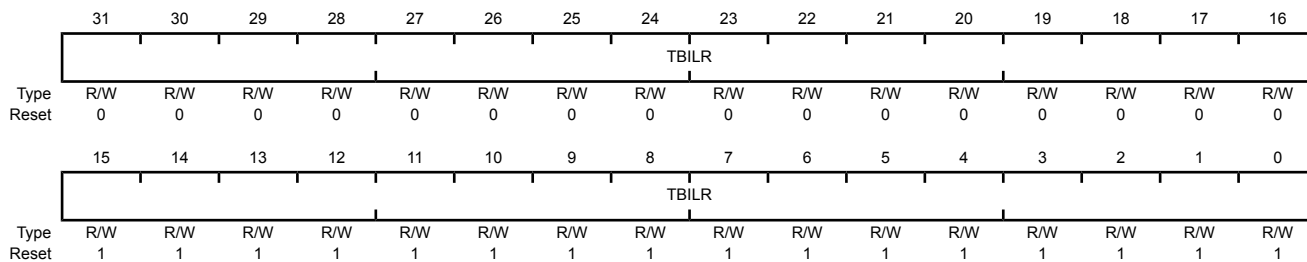 31 30 29 28 27 26 25 24 23 22 21 20 19 18 17 16
TBILR
Type R/W R/W R/W R/W R/W R/W R/W R/W R/W R/W R/W R/W R/W R/W R/W R/W
Reset 0 0 0 0 0 0 0 0 0 0 0 0 0 0 0 0
15 14 13 12 11 10 9 8 7 6 5 4 3 2 1 0
TBILR
Type R/W R/W R/W R/W R/W R/W R/W R/W R/W R/W R/W R/W R/W R/W R/W R/W
Reset 1 1 1 1 1 1 1 1 1 1 1 1 1 1 1 1